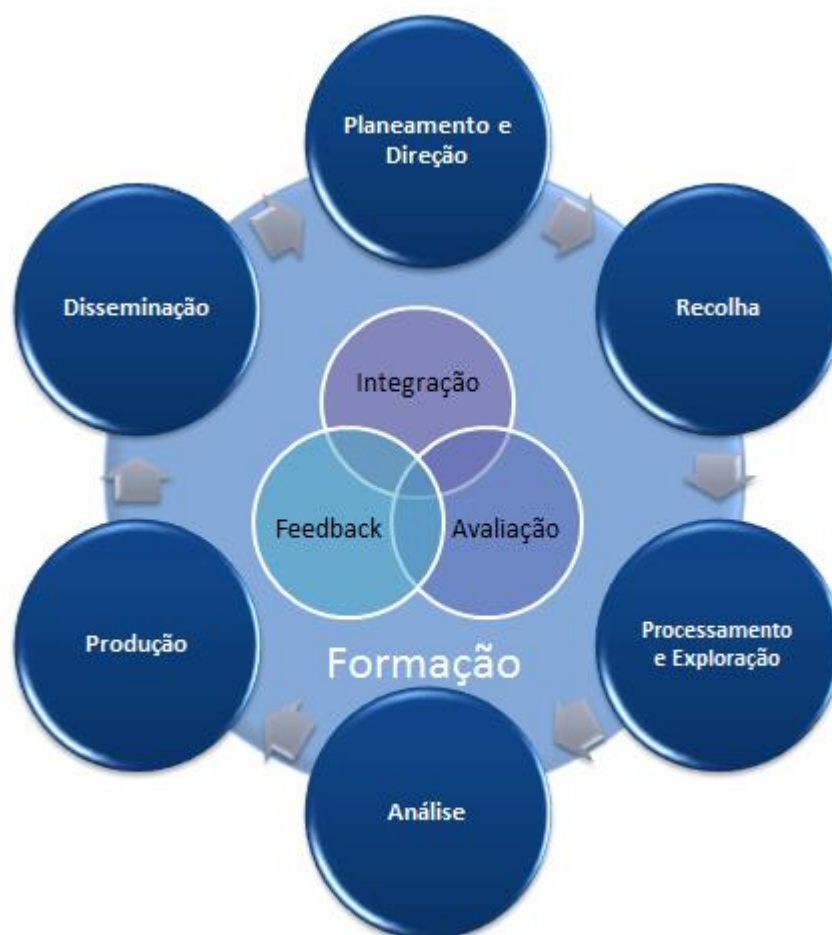 Planeamento e
Direção
Disseminação
Recolha
Integração
Feedback
Avaliação
Produção
Processamento
e Exploração
Formação
Análise